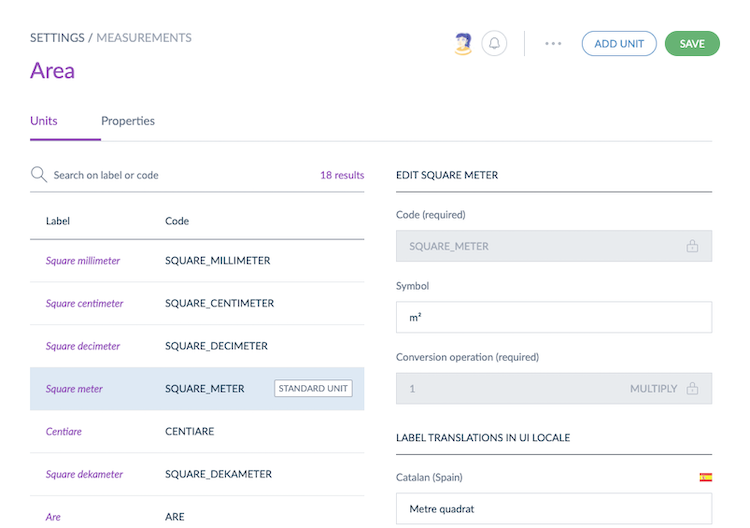 SETTINGS / MEASUREMENTS
ADD UNIT
SAVE
Area
Units
Properties
Search on label or code
18 results
Label
Code
Square millimeter
SQUARE_MILLIMETER
Square centimeter
SQUARE_CENTIMETER
Square decimeter
SQUARE_DECIMETER
Square meter
SQUARE_METER
STANDARD UNIT
Centiare
CENTIARE
Square dekameter
SQUARE_DEKAMETER
Are
ARE
EDIT SQUARE METER
Code (required)
SQUARE_METER
Symbol
m²
Conversion operation (required)
1
MULTIPLY
LABEL TRANSLATIONS IN UI LOCALE
Catalan (Spain)
Metre quadrat